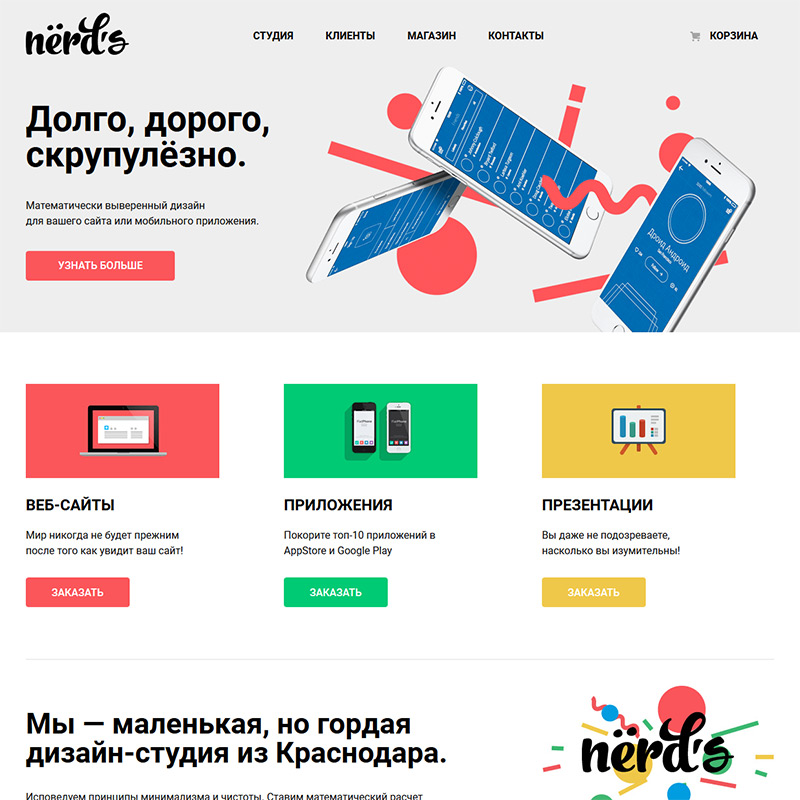 nërd's
СТУДИЯ КЛИЕНТЫ МАГАЗИН КОНТАКТЫ КОРЗИНА
Долго, дорого,
скрупулёзно.
Математически выверенный дизайн
для вашего сайта или мобильного приложения.
УЗНАТЬ БОЛЬШЕ
Дроид Андроид
ВЕБ-САЙТЫ
Мир никогда не будет прежним
после того как увидит ваш сайт!
ЗАКАЗАТЬ
ПРИЛОЖЕНИЯ
Покорите топ-10 приложений в
AppStore и Google Play
ЗАКАЗАТЬ
ПРЕЗЕНТАЦИИ
Вы даже не подозреваете,
насколько вы изумительны!
ЗАКАЗАТЬ
Мы — маленькая, но гордая
дизайн-студия из Краснодара.
nërd's
Исповедуем принципы минимализма и чистоты. Ставим математический расчет